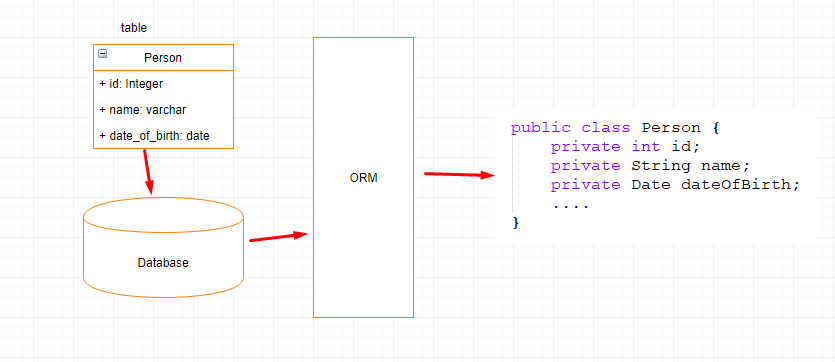 table
Person
+ id: Integer
+ name: varchar
+ date_of_birth: date
Database
ORM
public class Person {
    private int id;
    private String name;
    private Date dateOfBirth;
    ....
}